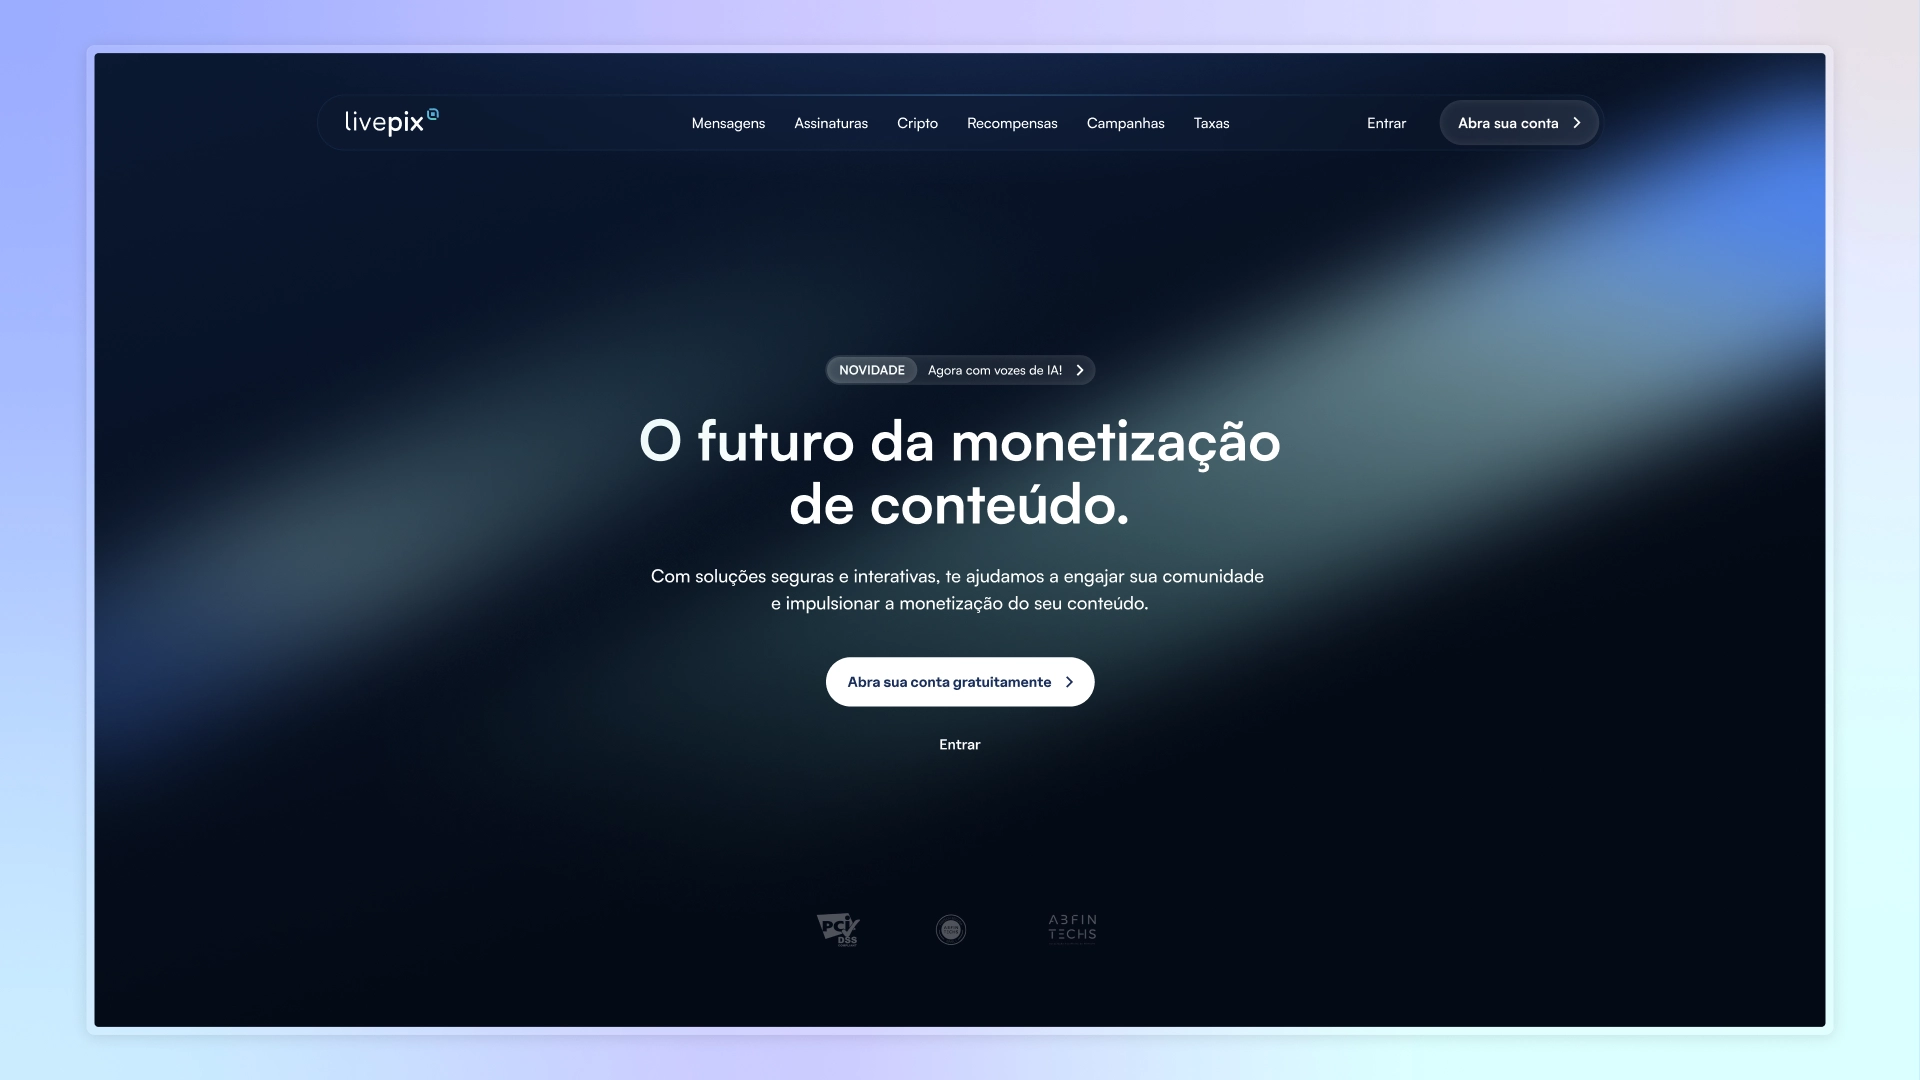 livepix
Mensagens Assinaturas Cripto Recompensas Campanhas Taxas Entrar Abra sua conta
NOVIDADE Agora com vozes de IA!
O futuro da monetização
de conteúdo.
Com soluções seguras e interativas, te ajudamos a engajar sua comunidade
e impulsionar a monetização do seu conteúdo.
Abra sua conta gratuitamente
Entrar
PCi
DSS
ABFIN
TECHS